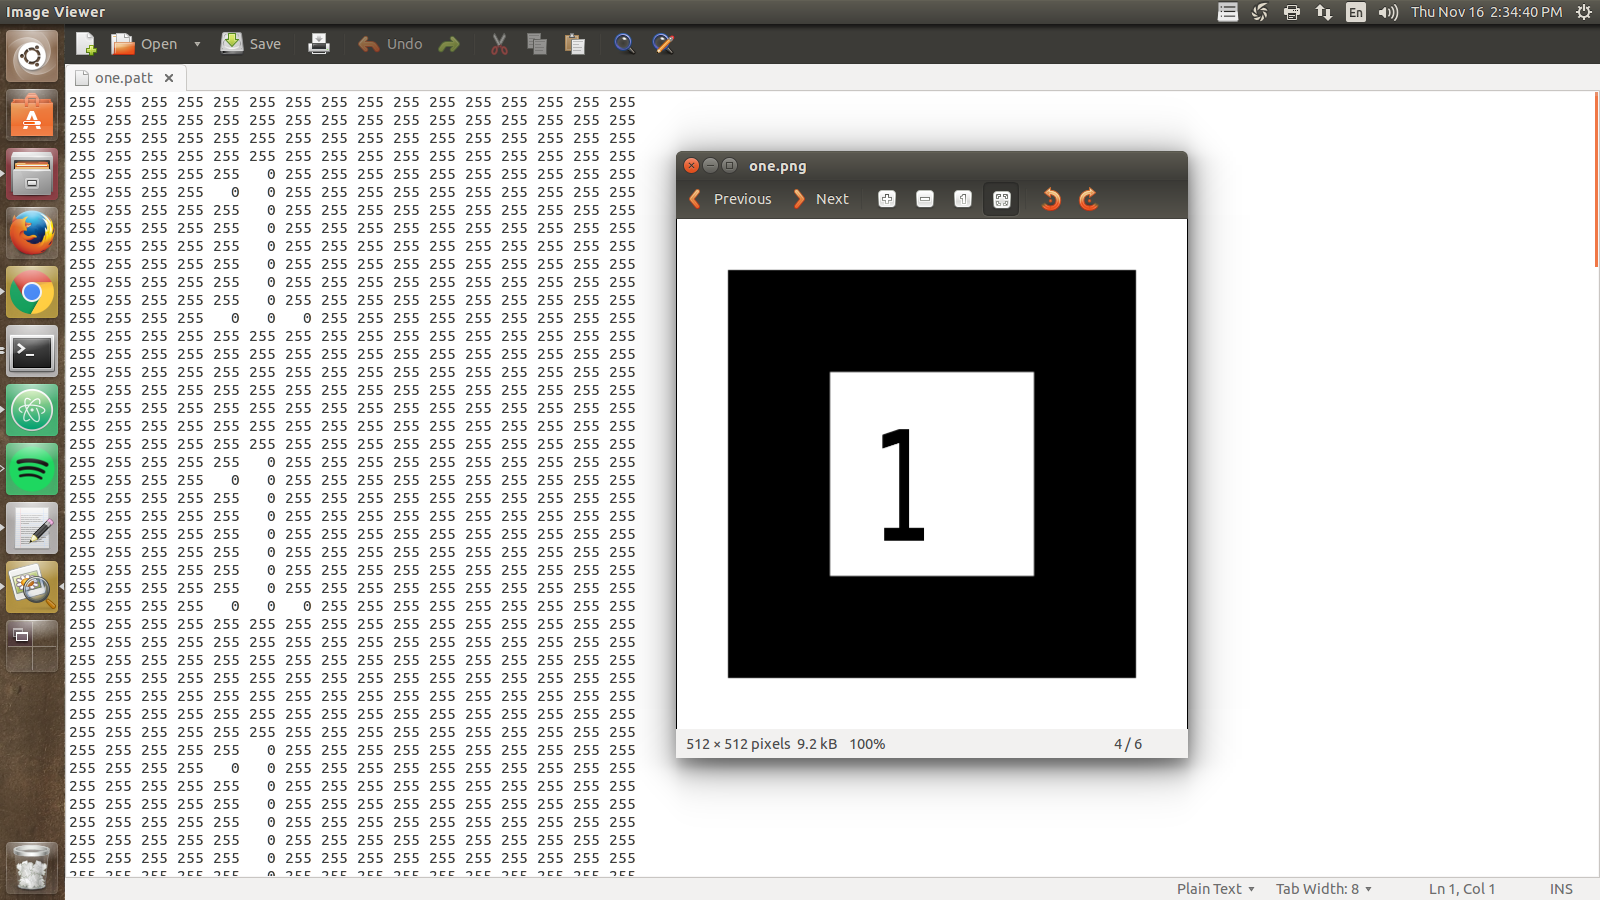 Image Viewer
En
Thu Nov 16 2:34:40 PM
Open
Save
Undo
one.patt
255 255 255 255 255 255 255 255 255 255 255 255 255 255 255 255
255 255 255 255 255 255 255 255 255 255 255 255 255 255 255 255
255 255 255 255 255 255 255 255 255 255 255 255 255 255 255 255
255 255 255 255 255 255 255 255 255 255 255 255 255 255 255 255
255 255 255 255 255 0 255 255 255 255 255 255 255 255 255 255
255 255 255 255 0 0 255 255 255 255 255 255 255 255 255 255
255 255 255 255 255 0 255 255 255 255 255 255 255 255 255 255
255 255 255 255 255 0 255 255 255 255 255 255 255 255 255 255
255 255 255 255 255 0 255 255 255 255 255 255 255 255 255 255
255 255 255 255 255 0 255 255 255 255 255 255 255 255 255 255
255 255 255 255 255 0 255 255 255 255 255 255 255 255 255 255
255 255 255 255 255 0 255 255 255 255 255 255 255 255 255 255
255 255 255 255 0 0 0 255 255 255 255 255 255 255 255 255
255 255 255 255 255 255 255 255 255 255 255 255 255 255 255 255
255 255 255 255 255 255 255 255 255 255 255 255 255 255 255 255
255 255 255 255 255 255 255 255 255 255 255 255 255 255 255 255
255 255 255 255 255 255 255 255 255 255 255 255 255 255 255 255
255 255 255 255 255 255 255 255 255 255 255 255 255 255 255 255
255 255 255 255 255 255 255 255 255 255 255 255 255 255 255 255
255 255 255 255 255 255 255 255 255 255 255 255 255 255 255 255
255 255 255 255 255 0 255 255 255 255 255 255 255 255 255 255
255 255 255 255 0 0 255 255 255 255 255 255 255 255 255 255
255 255 255 255 255 0 255 255 255 255 255 255 255 255 255 255
255 255 255 255 255 0 255 255 255 255 255 255 255 255 255 255
255 255 255 255 255 0 255 255 255 255 255 255 255 255 255 255
255 255 255 255 255 0 255 255 255 255 255 255 255 255 255 255
255 255 255 255 255 0 255 255 255 255 255 255 255 255 255 255
255 255 255 255 255 0 255 255 255 255 255 255 255 255 255 255
255 255 255 255 0 0 0 255 255 255 255 255 255 255 255 255
255 255 255 255 255 255 255 255 255 255 255 255 255 255 255 255
255 255 255 255 255 255 255 255 255 255 255 255 255 255 255 255
255 255 255 255 255 255 255 255 255 255 255 255 255 255 255 255
255 255 255 255 255 255 255 255 255 255 255 255 255 255 255 255
255 255 255 255 255 255 255 255 255 255 255 255 255 255 255 255
255 255 255 255 255 255 255 255 255 255 255 255 255 255 255 255
255 255 255 255 255 255 255 255 255 255 255 255 255 255 255 255
255 255 255 255 255 0 255 255 255 255 255 255 255 255 255 255
255 255 255 255 0 0 255 255 255 255 255 255 255 255 255 255
255 255 255 255 255 0 255 255 255 255 255 255 255 255 255 255
255 255 255 255 255 0 255 255 255 255 255 255 255 255 255 255
255 255 255 255 255 0 255 255 255 255 255 255 255 255 255 255
255 255 255 255 255 0 255 255 255 255 255 255 255 255 255 255
255 255 255 255 255 0 255 255 255 255 255 255 255 255 255 255
255 255 255 255 255 0 255 255 255 255 255 255 255 255 255 255
one.png
Previous
Next
1
512 × 512 pixels 9.2 kB 100%
4 / 6
Plain Text
Tab Width: 8
Ln 1, Col 1
INS